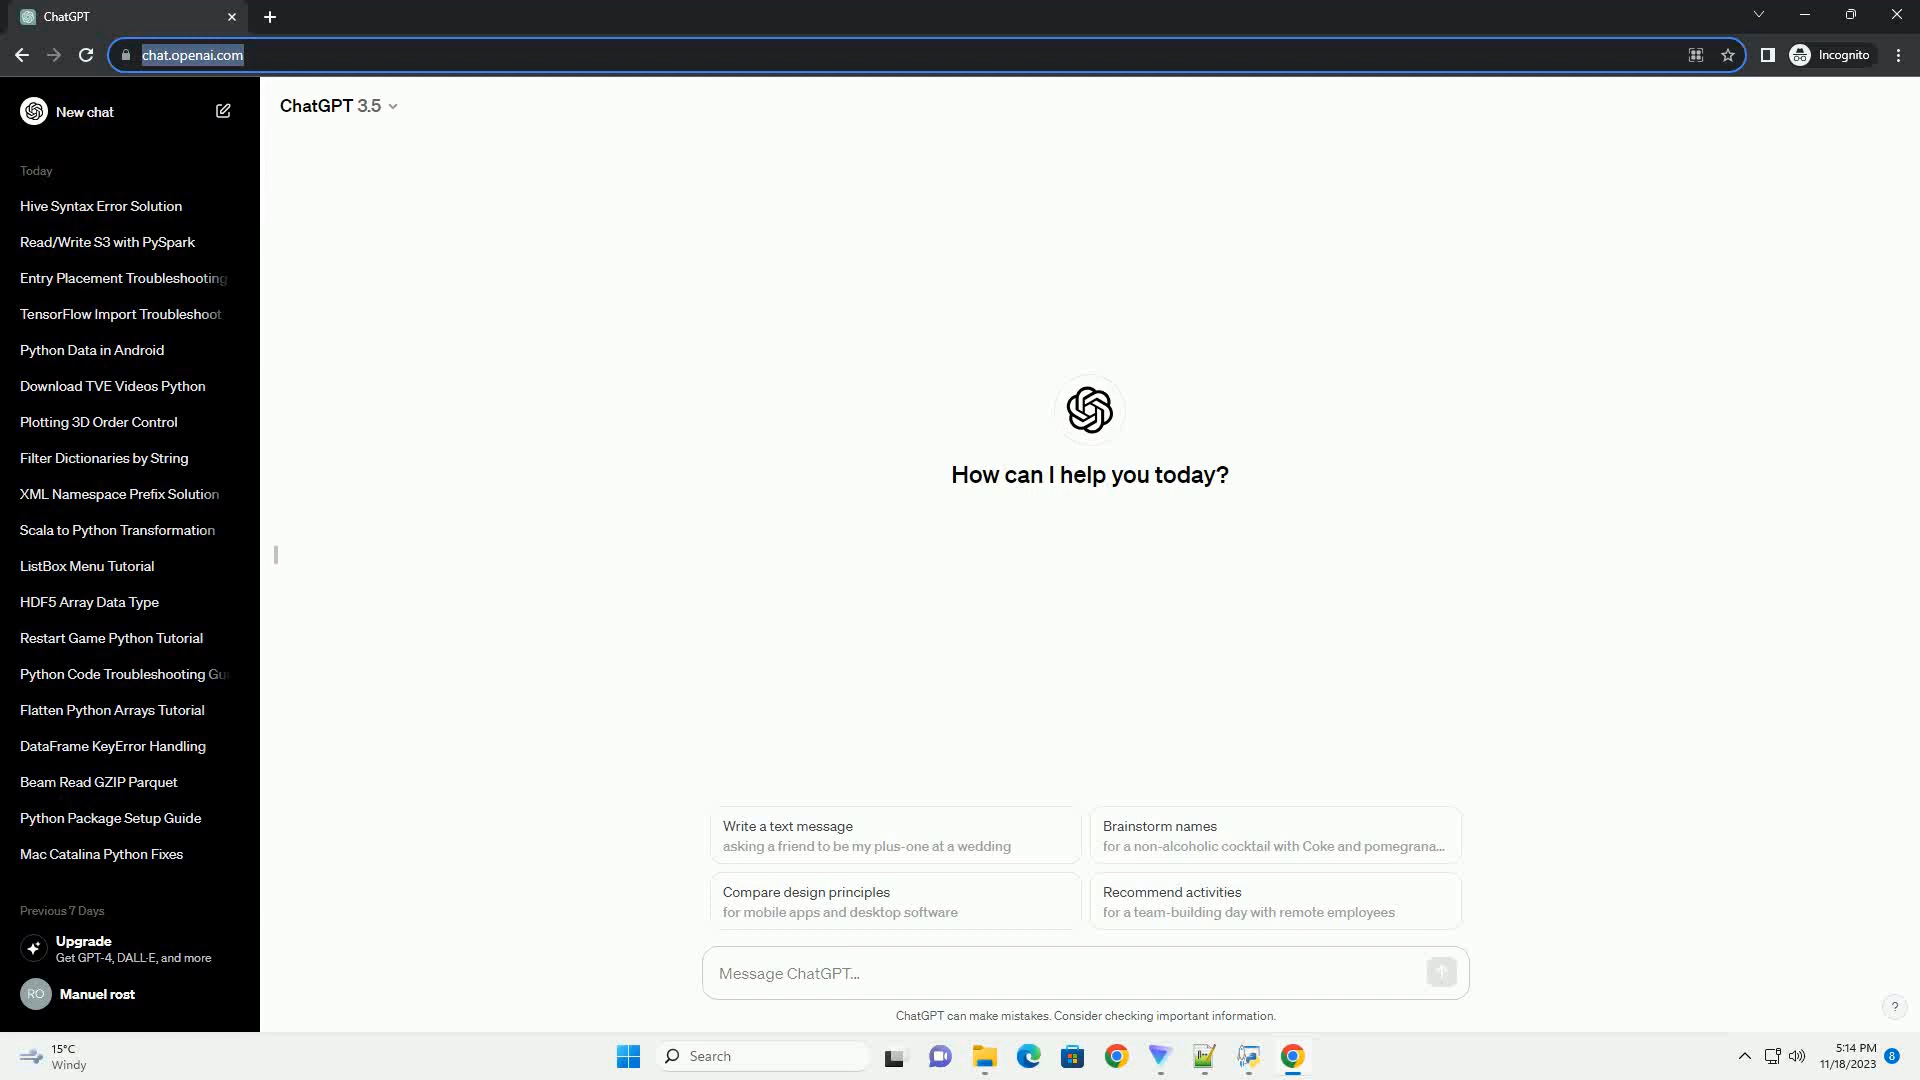 ChatGPT
chat.openai.com
Incognito
New chat
ChatGPT 3.5
Today
Hive Syntax Error Solution
Read/Write S3 with PySpark
Entry Placement Troubleshooting
TensorFlow Import Troubleshoot
Python Data in Android
Download TVE Videos Python
Plotting 3D Order Control
Filter Dictionaries by String
XML Namespace Prefix Solution
Scala to Python Transformation
ListBox Menu Tutorial
HDF5 Array Data Type
Restart Game Python Tutorial
Python Code Troubleshooting Gu
Flatten Python Arrays Tutorial
DataFrame KeyError Handling
Beam Read GZIP Parquet
Python Package Setup Guide
Mac Catalina Python Fixes
Previous 7 Days
Upgrade
Get GPT-4, DALL·E, and more
RO Manuel rost
How can I help you today?
Write a text message
asking a friend to be my plus-one at a wedding
Brainstorm names
for a non-alcoholic cocktail with Coke and pomegrana...
Compare design principles
for mobile apps and desktop software
Recommend activities
for a team-building day with remote employees
Message ChatGPT...
ChatGPT can make mistakes. Consider checking important information.
?
15°C
Windy
Search
5:14 PM
11/18/2023
8